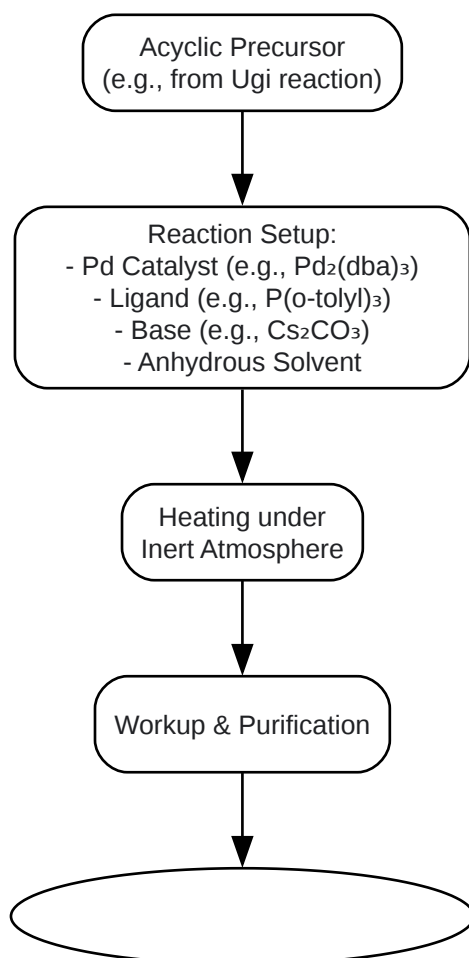 Acyclic Precursor
(e.g., from Ugi reaction)
Reaction Setup:
- Pd Catalyst (e.g., Pd₂(dba)₃)
- Ligand (e.g., P(o-tolyl)₃)
- Base (e.g., Cs₂CO₃)
- Anhydrous Solvent
Heating under
Inert Atmosphere
Workup & Purification